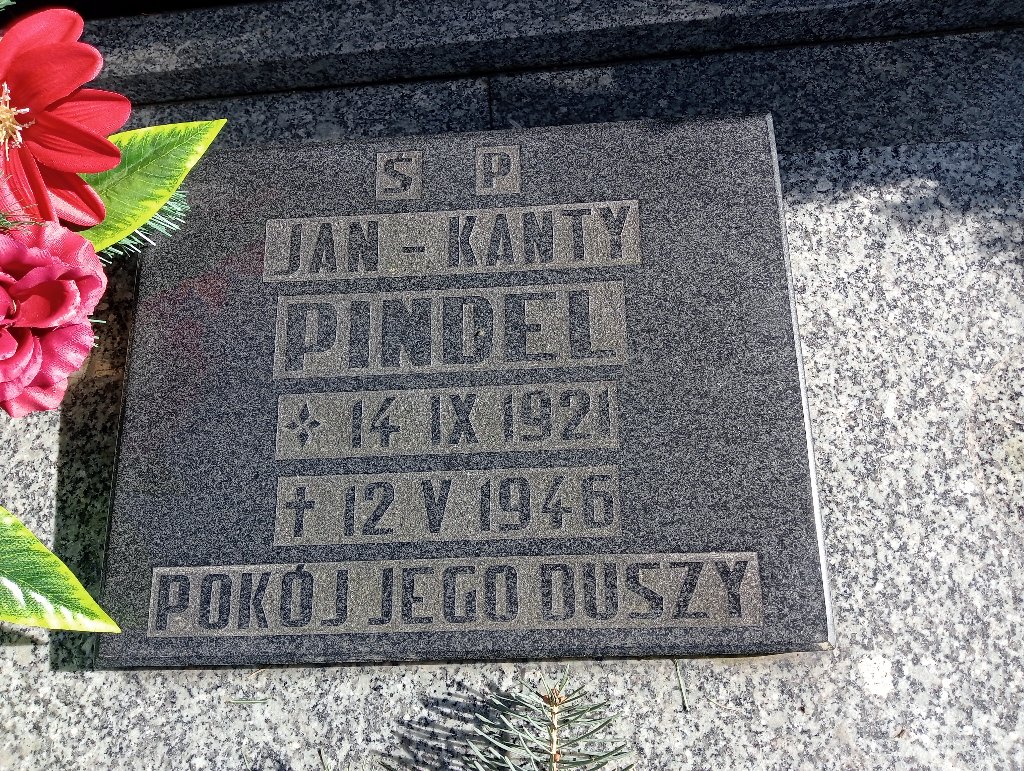 S P
JAN - KANTY
PINDEL
✧ 14 IX 1921
† 12 V 1946
POKÓJ JEGO DUSZY